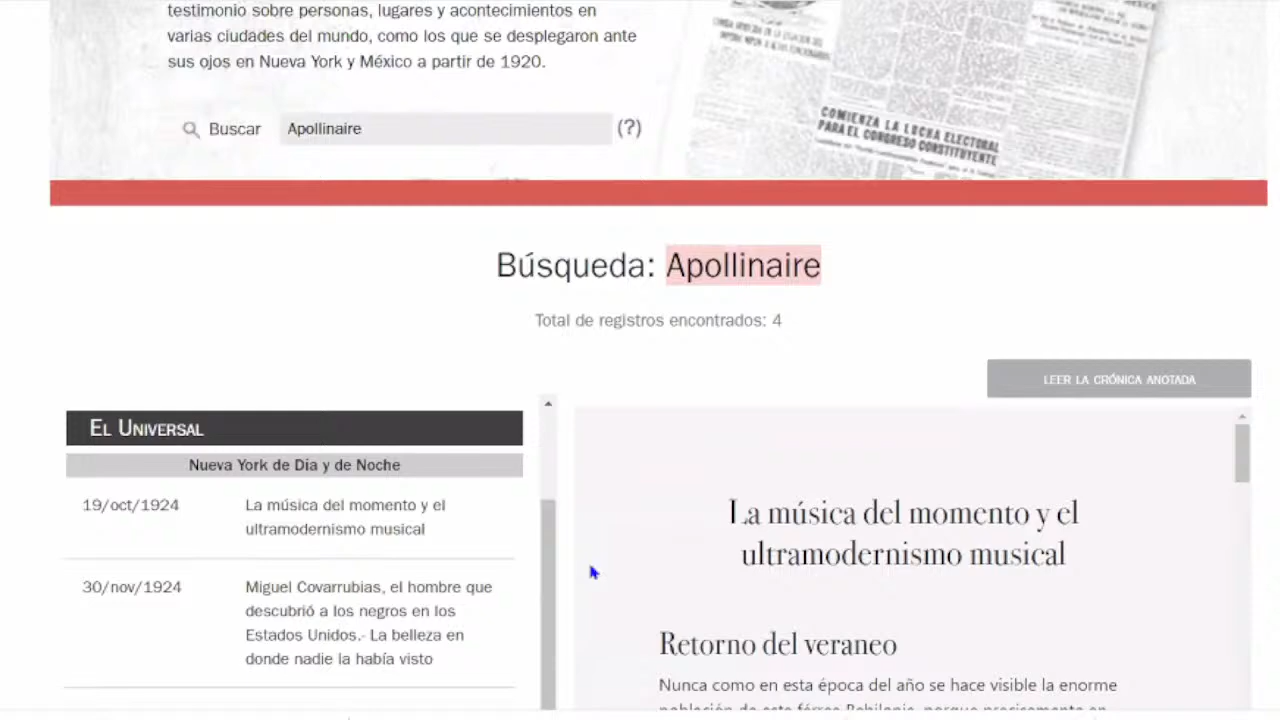 testimonio sobre personas, lugares y acontecimientos en
varias ciudades del mundo, como los que se desplegaron ante
sus ojos en Nueva York y México a partir de 1920.
COMIENZA LA LUCHA ELECTORAL
PARA EL CONGRESO CONSTITUYENTE
Buscar Apollinaire (?)
Búsqueda: Apollinaire
Total de registros encontrados: 4
LEER LA CRÓNICA ANOTADA
EL UNIVERSAL
Nueva York de Día y de Noche
19/oct/1924 La música del momento y el
ultramodernismo musical
30/nov/1924 Miguel Covarrubias, el hombre que
descubrió a los negros en los
Estados Unidos.- La belleza en
donde nadie la había visto
La música del momento y el
ultramodernismo musical
Retorno del veraneo
Nunca como en esta época del año se hace visible la enorme